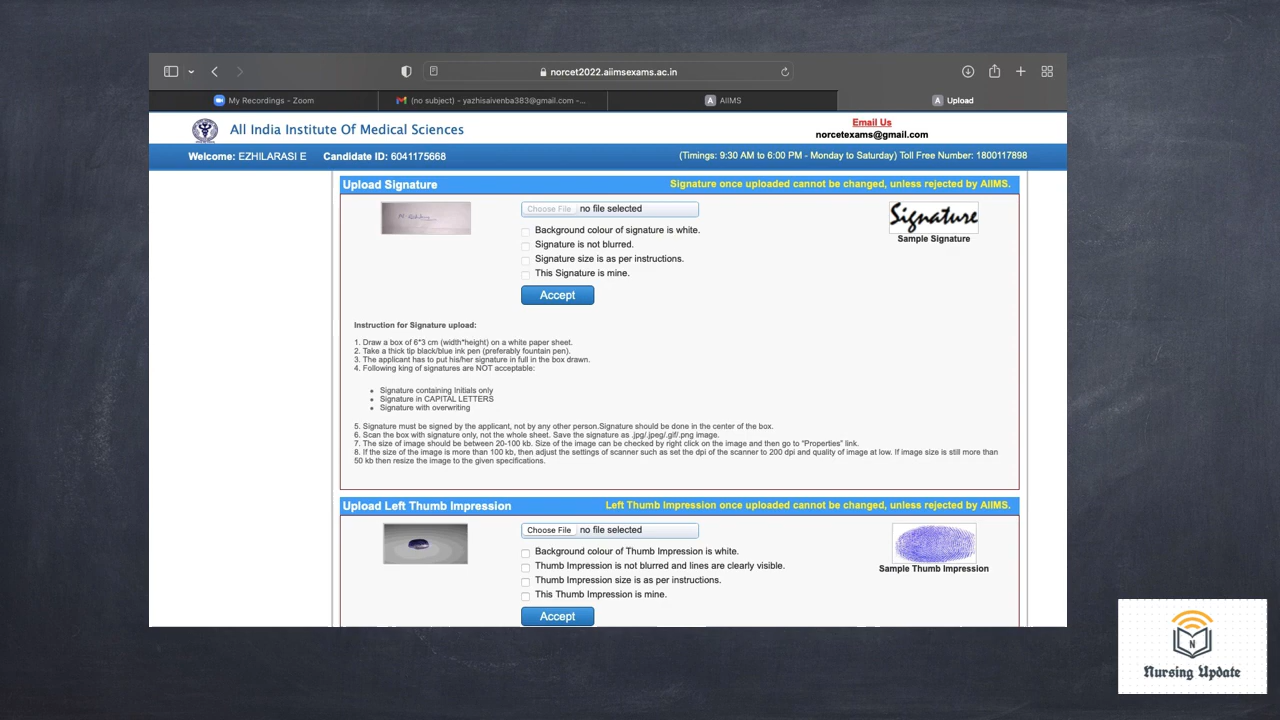 norcet2022.aiimsexams.ac.in
My Recordings - Zoom
(no subject) - yazhisaivenba383@gmail.com -...
A AIIMS
A Upload
All India Institute Of Medical Sciences
Email Us
norcetexams@gmail.com
Welcome: EZHILARASI E Candidate ID: 6041175668
(Timings: 9:30 AM to 6:00 PM - Monday to Saturday) Toll Free Number: 1800117898
Upload Signature
Signature once uploaded cannot be changed, unless rejected by AIIMS.
Choose File no file selected
Background colour of signature is white.
Signature is not blurred.
Signature size is as per instructions.
This Signature is mine.
Accept
Signature
Sample Signature
Instruction for Signature upload:
1. Draw a box of 6*3 cm (width*height) on a white paper sheet.
2. Take a thick tip black/blue ink pen (preferably fountain pen).
3. The applicant has to put his/her signature in full in the box drawn.
4. Following king of signatures are NOT acceptable:
• Signature containing Initials only
• Signature in CAPITAL LETTERS
• Signature with overwriting
5. Signature must be signed by the applicant, not by any other person.Signature should be done in the center of the box.
6. Scan the box with signature only, not the whole sheet. Save the signature as .jpg/.jpeg/.gif/.png image.
7. The size of image should be between 20-100 kb. Size of the image can be checked by right click on the image and then go to "Properties" link.
8. If the size of the image is more than 100 kb, then adjust the settings of scanner such as set the dpi of the scanner to 200 dpi and quality of image at low. If image size is still more than
50 kb then resize the image to the given specifications.
Upload Left Thumb Impression
Left Thumb Impression once uploaded cannot be changed, unless rejected by AIIMS.
Choose File no file selected
Background colour of Thumb Impression is white.
Thumb Impression is not blurred and lines are clearly visible.
Thumb Impression size is as per instructions.
This Thumb Impression is mine.
Accept
Sample Thumb Impression
N
Nursing Update